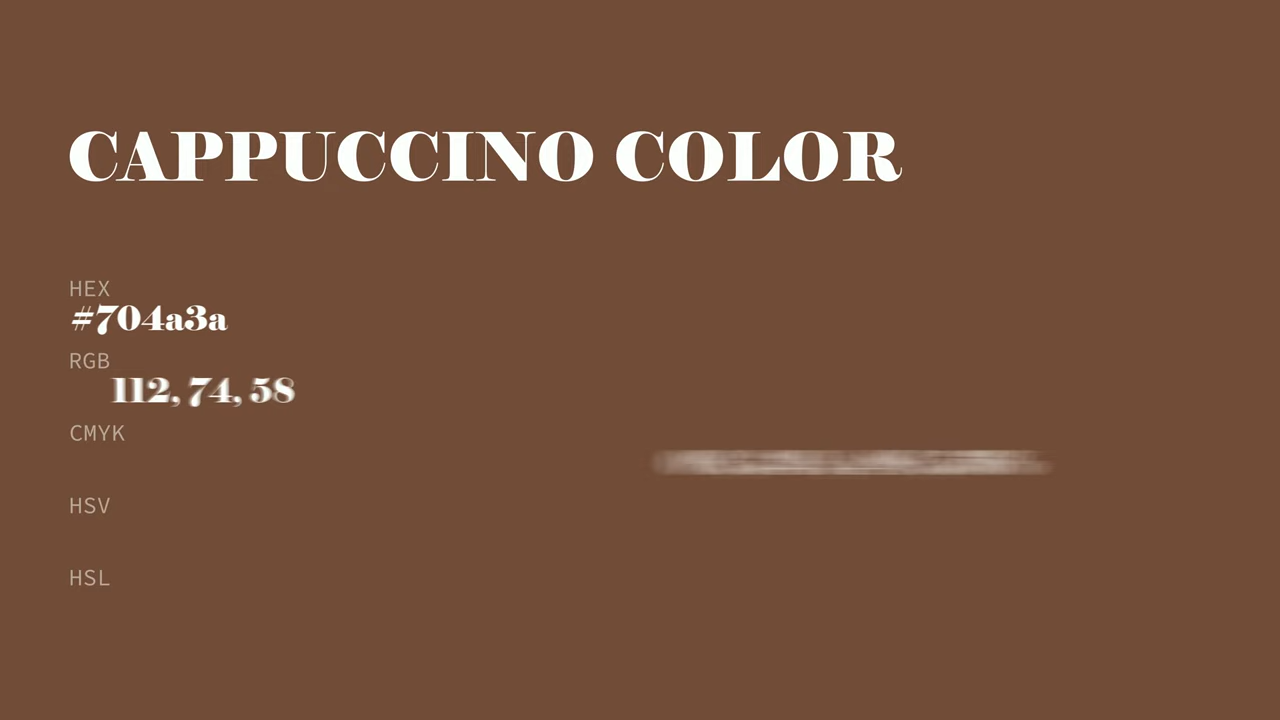 CAPPUCCINO COLOR
HEX
#704a3a
RGB
112, 74, 58
CMYK
HSV
HSL